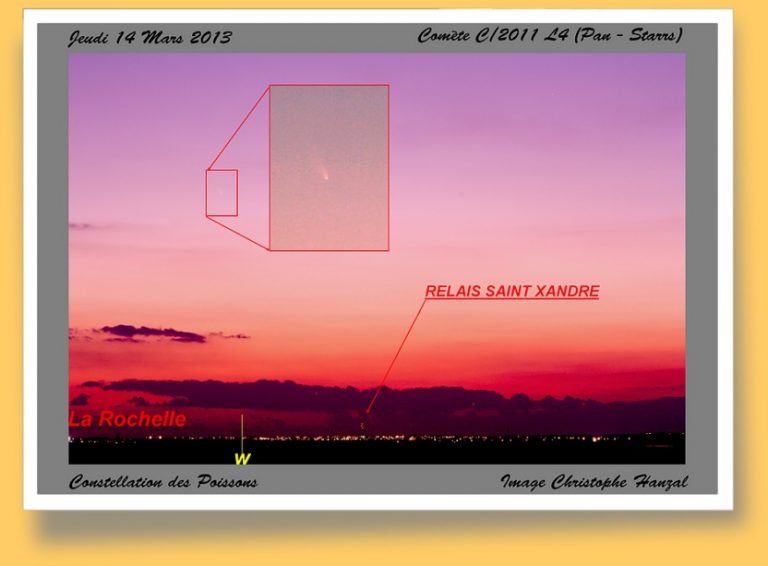 Jeudi 14 Mars 2013
Comète C/2011 L4 (Pan - Starrs)
RELAIS SAINT XANDRE
La Rochelle
W
Constellation des Poissons
Image Christophe Hanzal